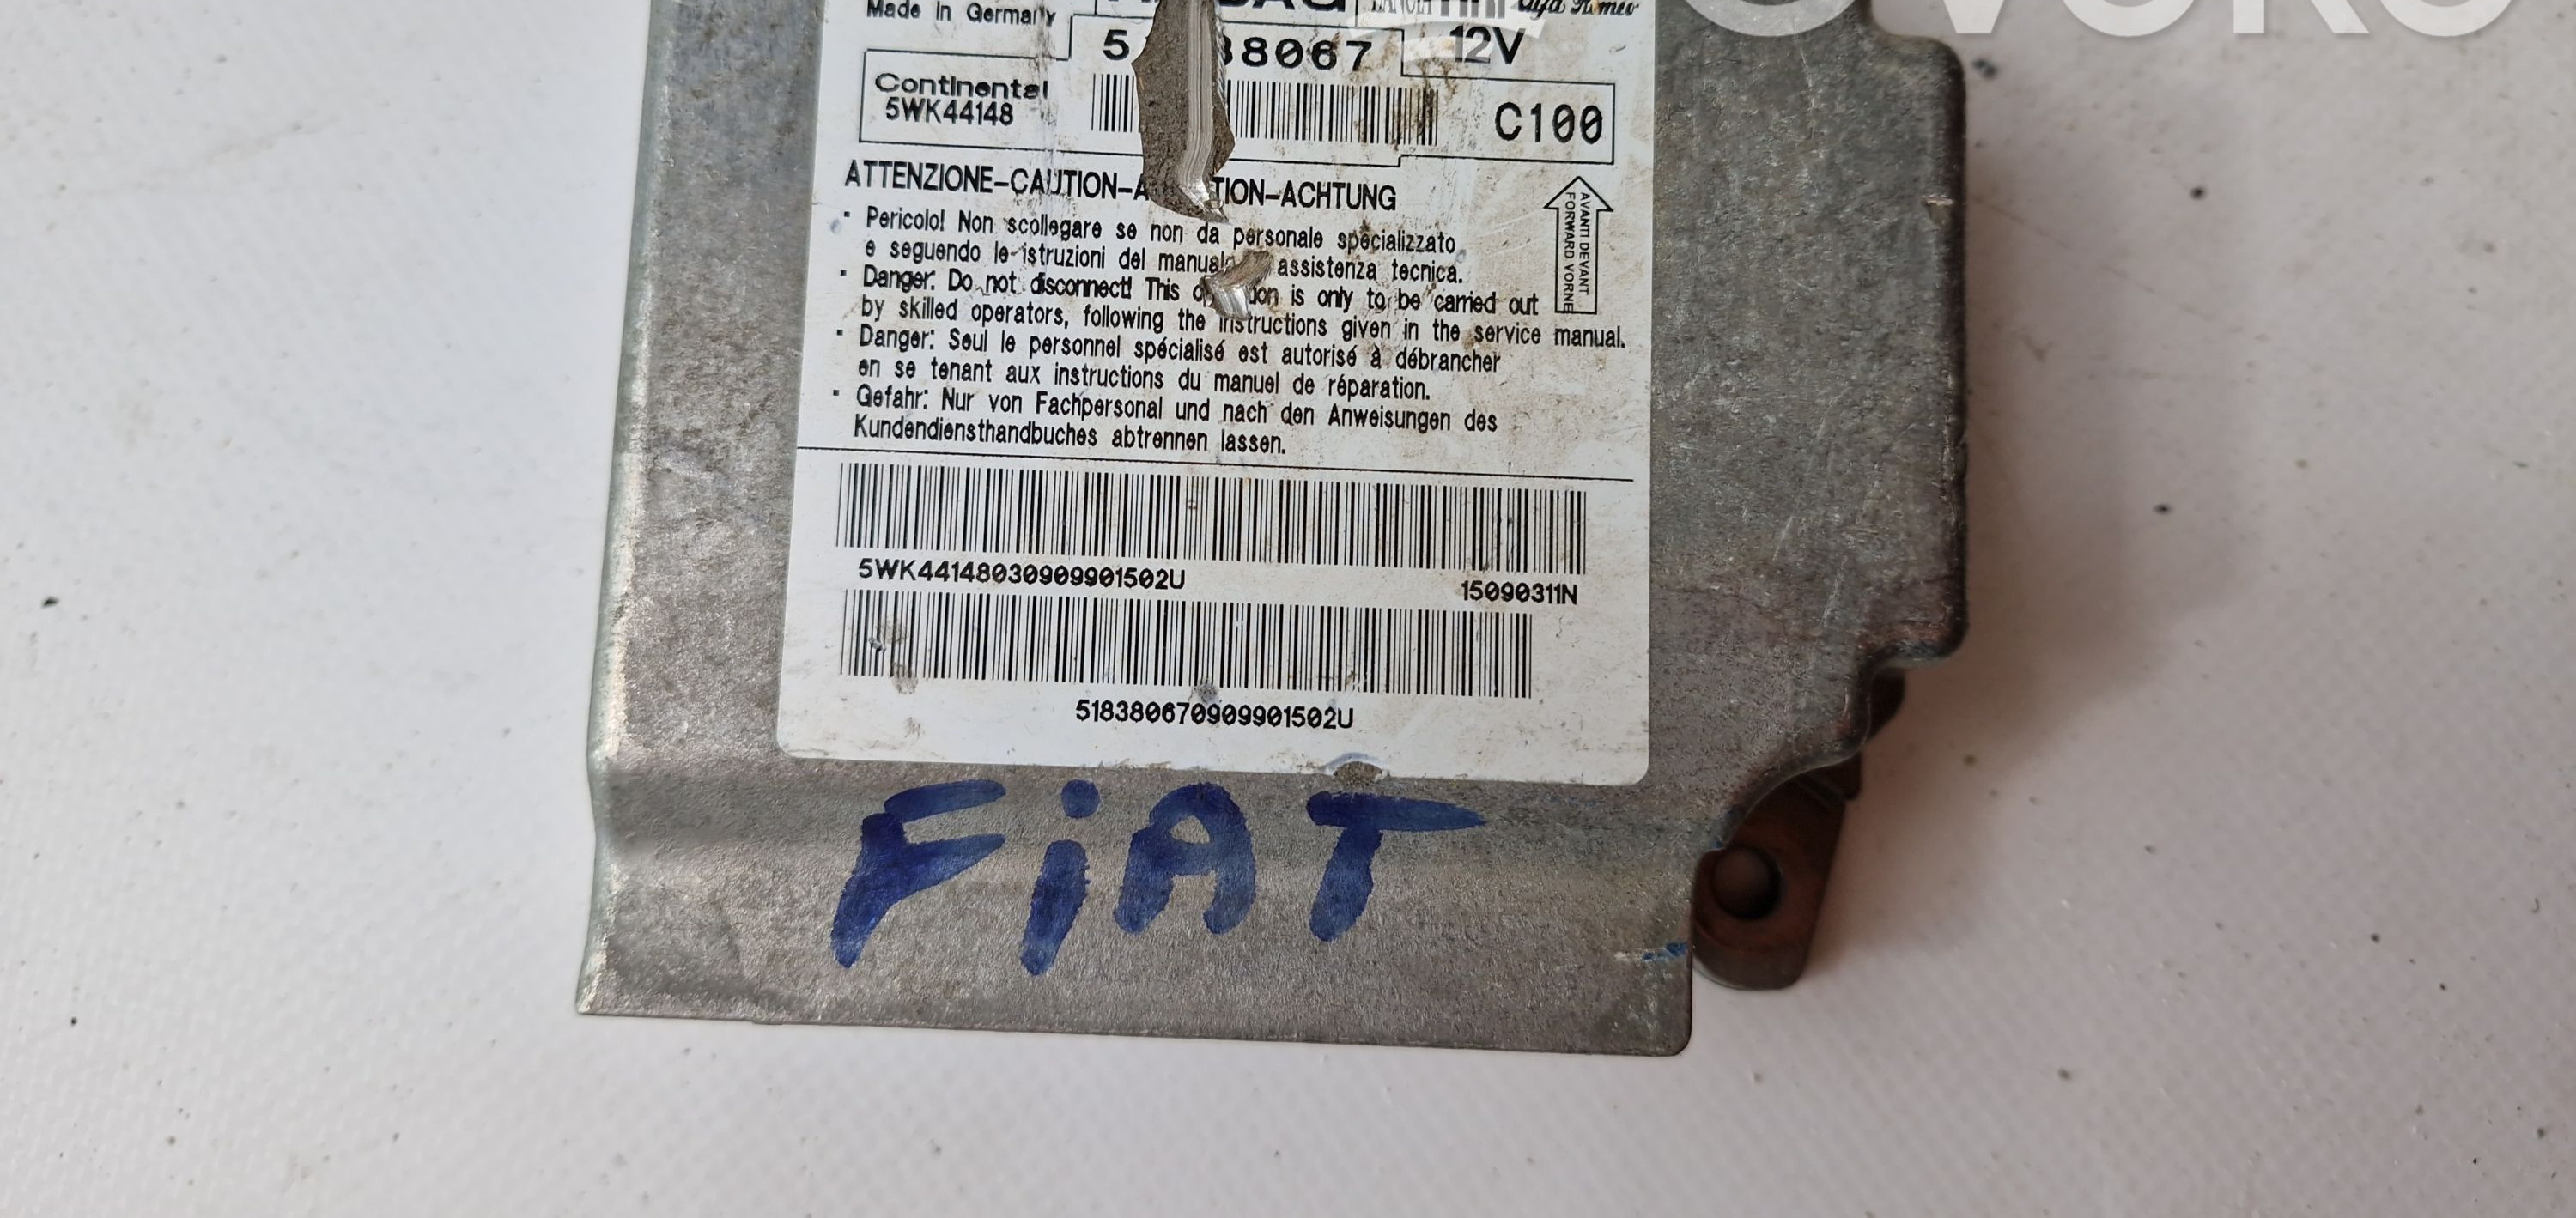 Made in Germany
LANCIA Alfa Romeo
12V
Continental
5WK44148
C100
ATTENZIONE-CAUTION- -ACHTUNG
AVANTI DEVANT
FORWARD VORNE
· Pericolo! Non scollegare se non da personale specializzato
e seguendo le istruzioni del manuale assistenza tecnica.
· Danger: Do not disconnect! This is only to be carried out
by skilled operators, following the instructions given in the service manual.
· Danger: Seul le personnel spécialisé est autorisé à débrancher
en se tenant aux instructions du manuel de réparation.
· Gefahr: Nur von Fachpersonal und nach den Anweisungen des
Kundendiensthandbuches abtrennen lassen.
5WK44148030909901502U 15090311N
518380670909901502U
FiAT